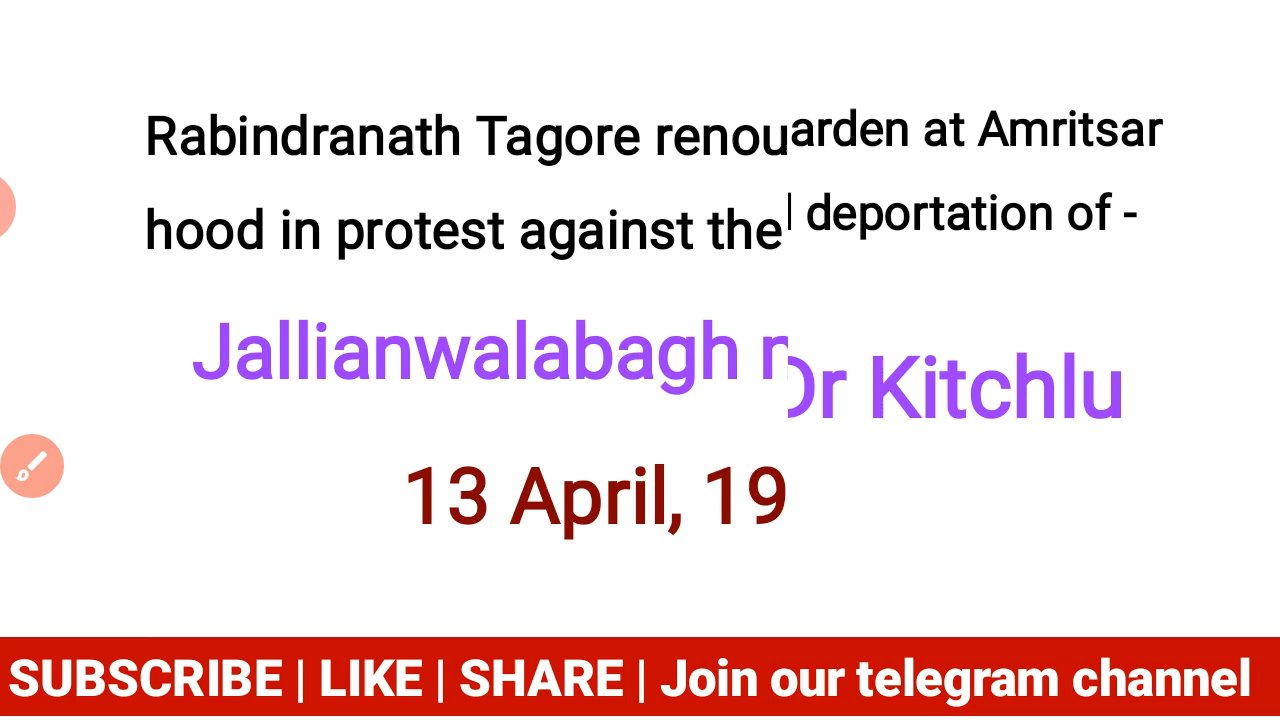 Rabindranath Tagore renou
hood in protest against the
Jallianwalabagh
13 April, 19
arden at Amritsar
deportation of -
Dr Kitchlu
SUBSCRIBE | LIKE | SHARE | Join our telegram channel